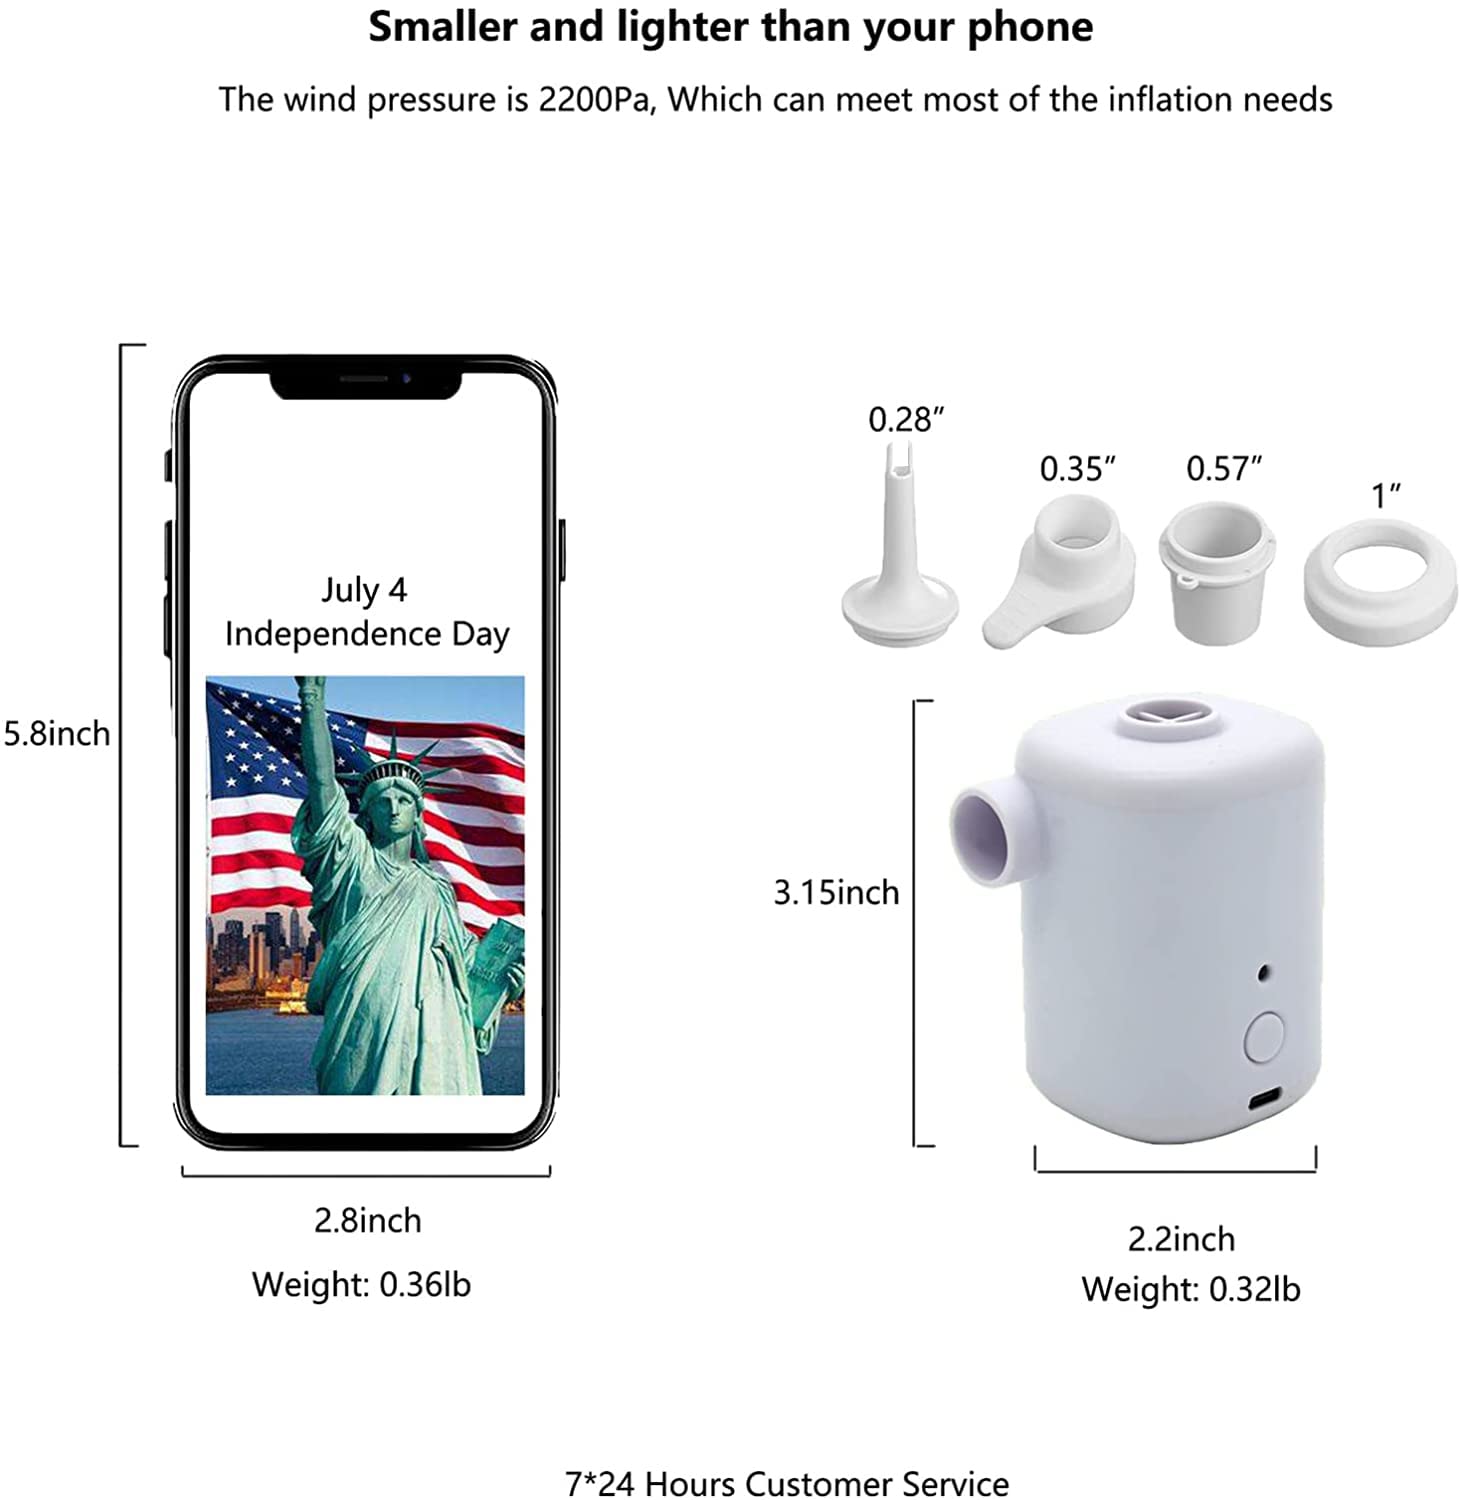 Smaller and lighter than your phone
The wind pressure is 2200Pa, Which can meet most of the inflation needs
0.28”
0.35”
0.57”
1”
July 4
Independence Day
5.8inch
3.15inch
2.8inch
Weight: 0.36lb
2.2inch
Weight: 0.32lb
7*24 Hours Customer Service